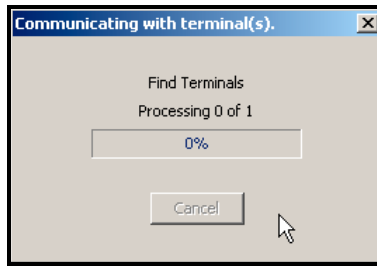 Communicating with terminal(s).
Find Terminals
Processing 0 of 1
0%
Cancel